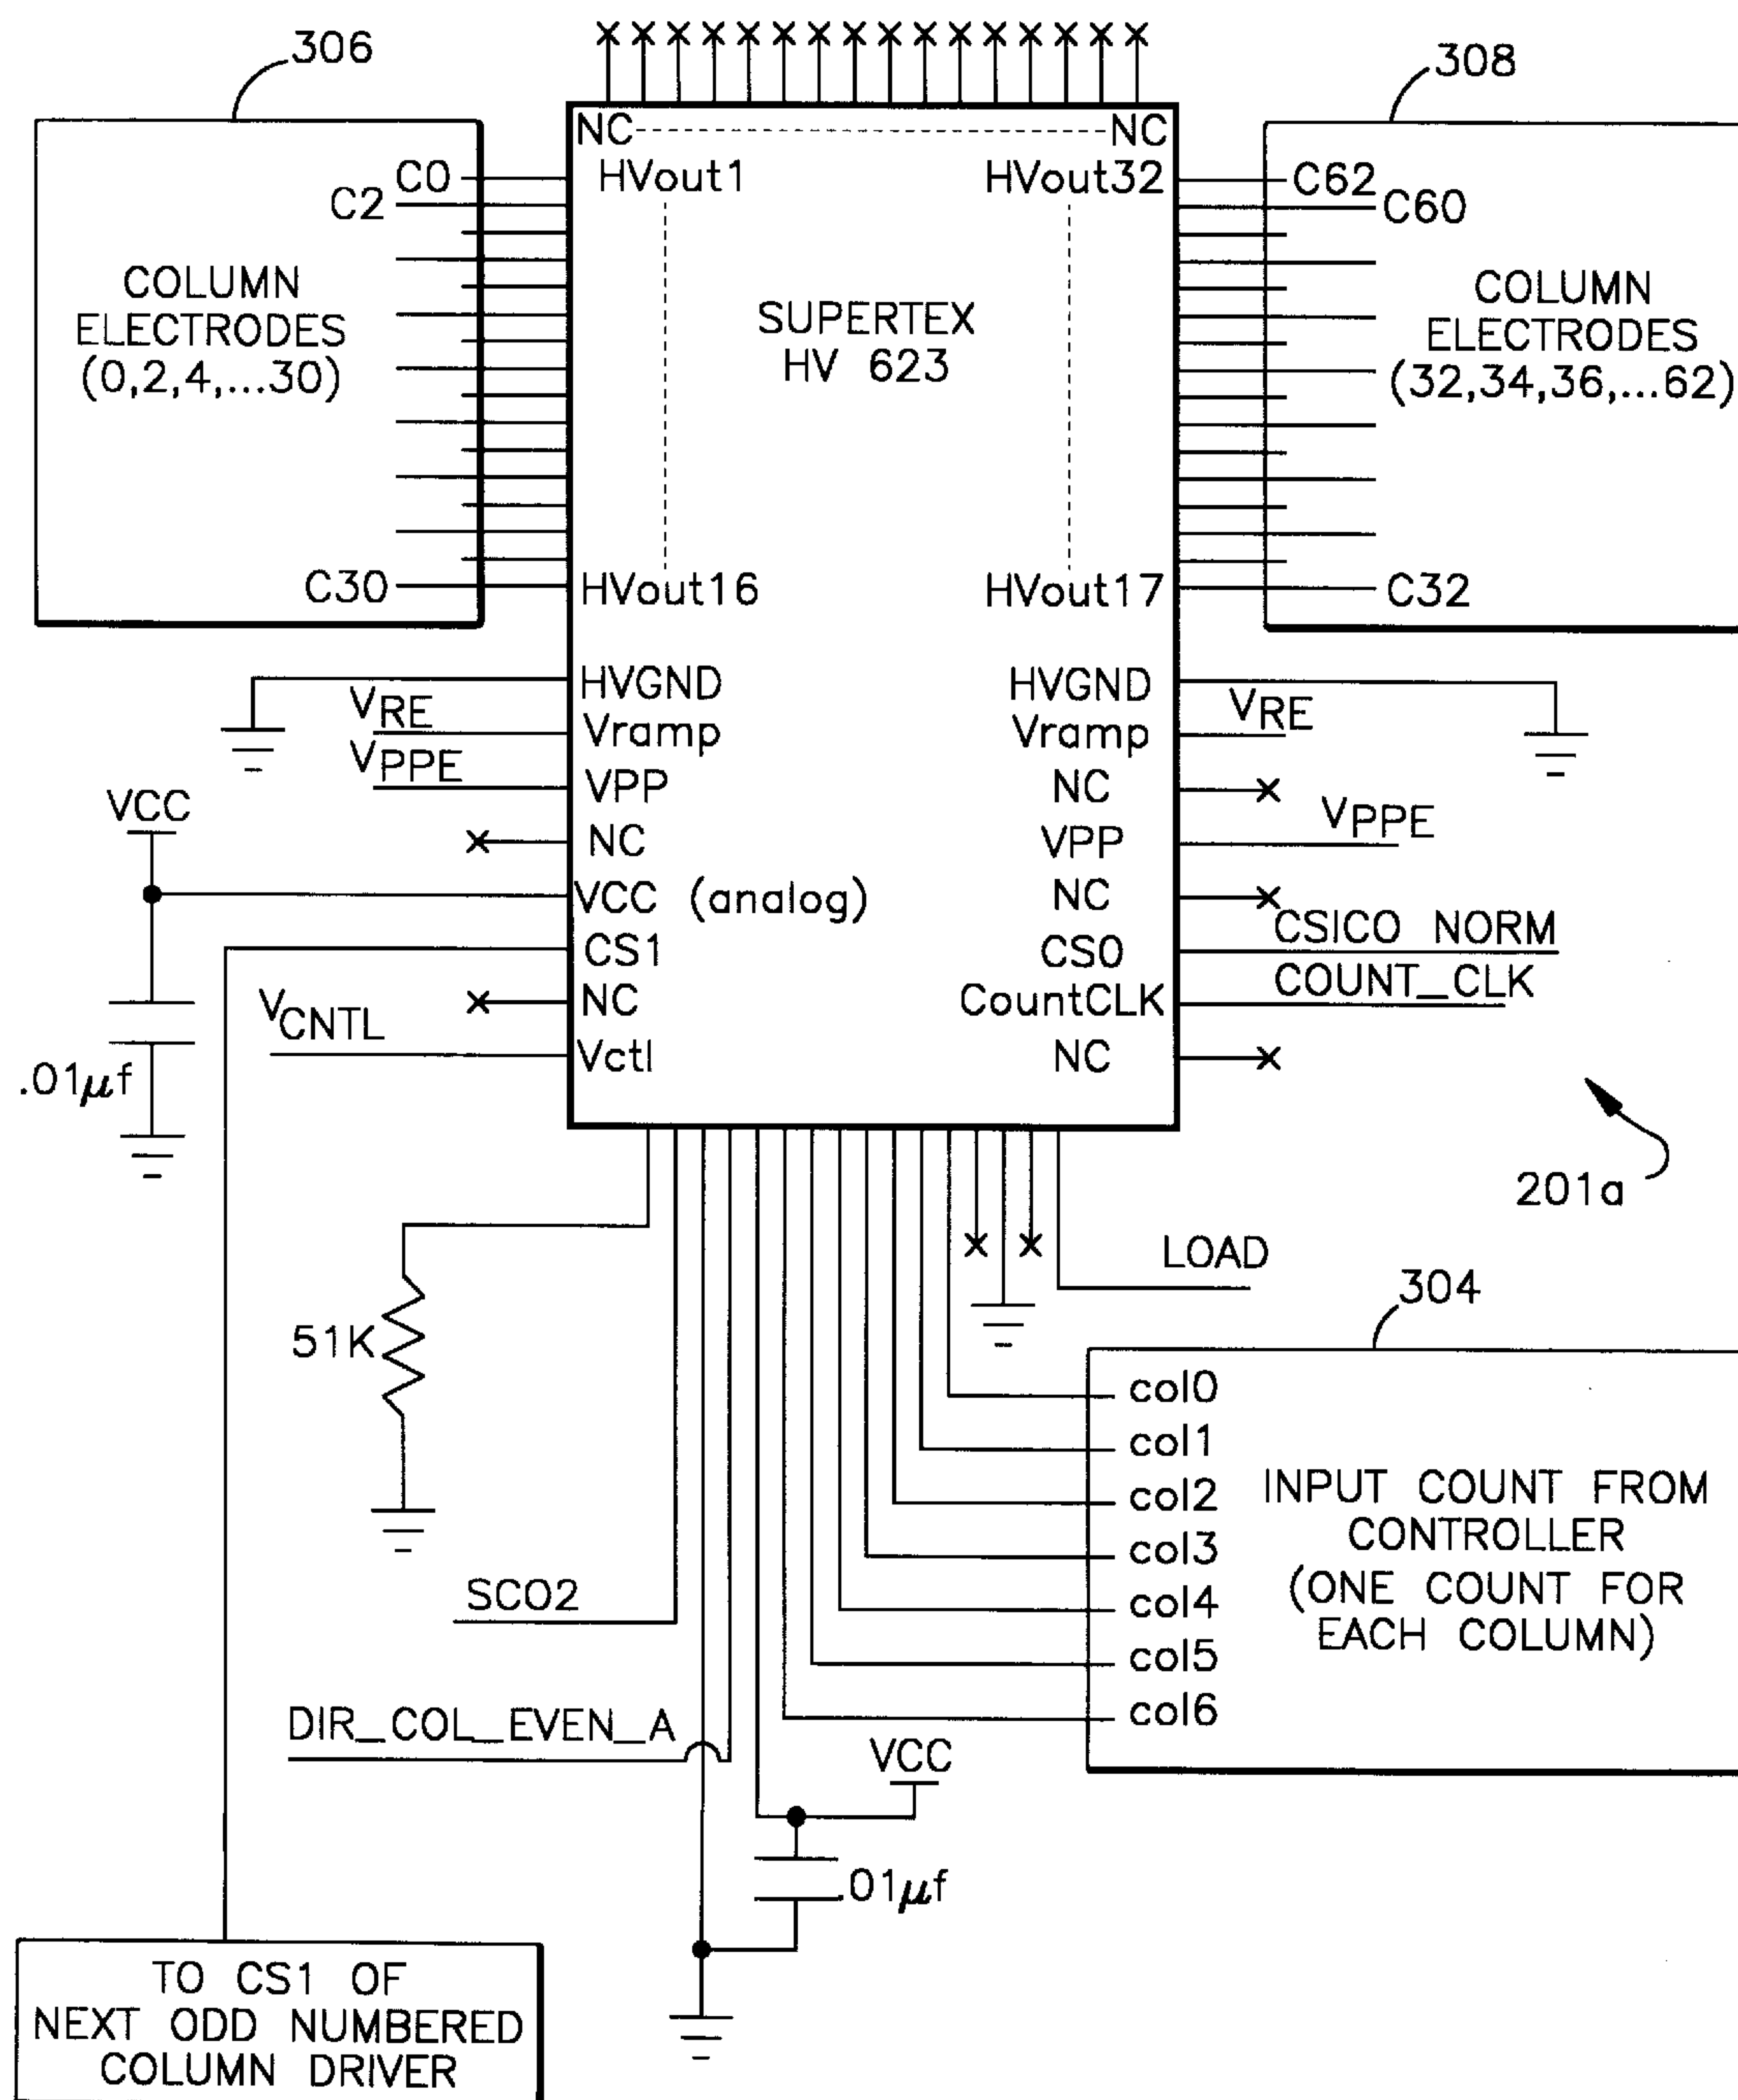 306
308
NC
NC
C0
HVout1
HVout32
C62
C2
C60
COLUMN
ELECTRODES
(0,2,4,...30)
SUPERTEX
HV 623
COLUMN
ELECTRODES
(32,34,36,...62)
C30
HVout16
HVout17
C32
HVGND
HVGND
VRE
Vramp
Vramp
VRE
VPPE
VPP
NC
VCC
NC
VPP
VPPE
VCC (analog)
NC
CS1
CS0
CSICO NORM
NC
CountCLK
COUNT_CLK
VCNTL
Vctl
NC
.01μf
201a
LOAD
304
51K
col0
col1
col2
col3
col4
col5
col6
INPUT COUNT FROM
CONTROLLER
(ONE COUNT FOR
EACH COLUMN)
SCO2
DIR_COL_EVEN_A
VCC
.01μf
TO CS1 OF
NEXT ODD NUMBERED
COLUMN DRIVER